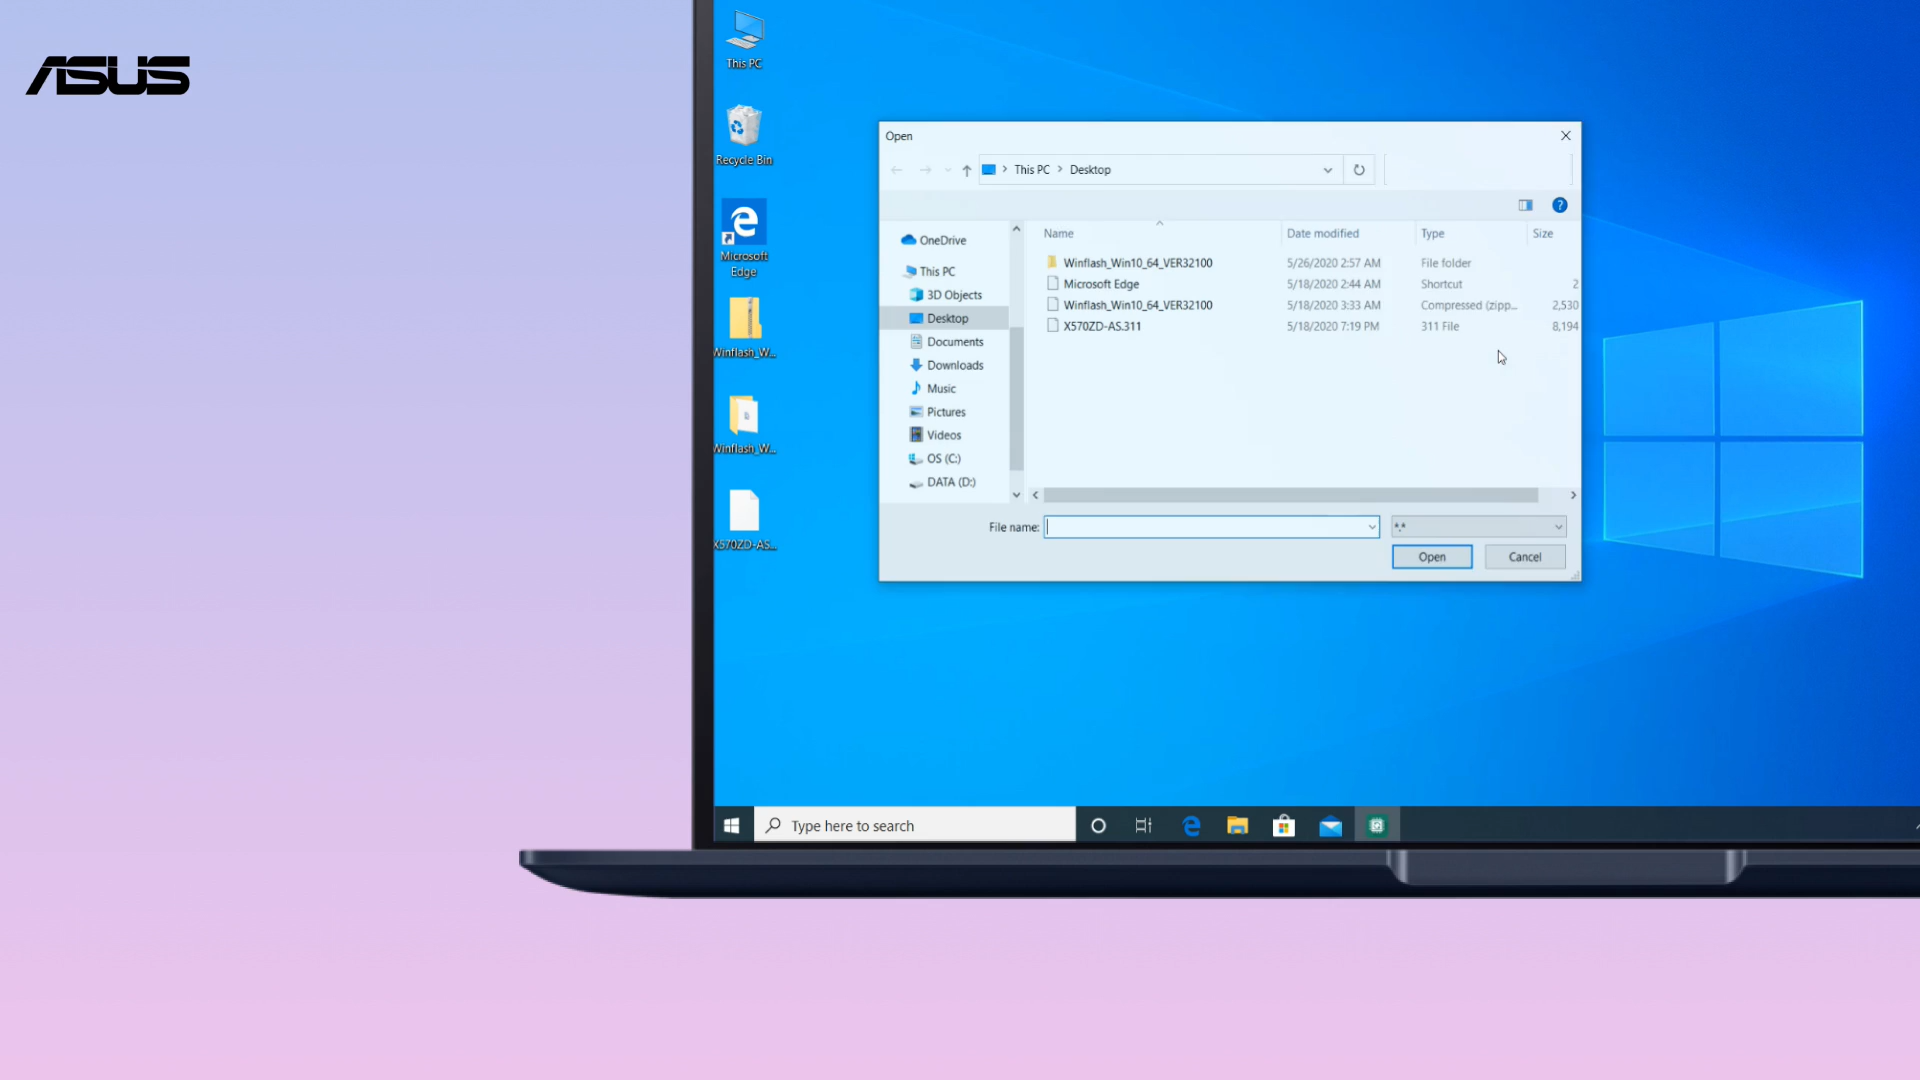 ASUS
This PC
Recycle Bin
Microsoft
Edge
Winflash_W...
Winflash_W...
X570ZD-AS...
Open
This PC > Desktop
OneDrive
This PC
3D Objects
Desktop
Documents
Downloads
Music
Pictures
Videos
OS (C:)
DATA (D:)
Name Date modified Type Size
Winflash_Win10_64_VER32100 5/26/2020 2:57 AM File folder
Microsoft Edge 5/18/2020 2:44 AM Shortcut 2
Winflash_Win10_64_VER32100 5/18/2020 3:33 AM Compressed (zipp... 2,530
X570ZD-AS.311 5/18/2020 7:19 PM 311 File 8,194
File name: *.*
Open Cancel
Type here to search